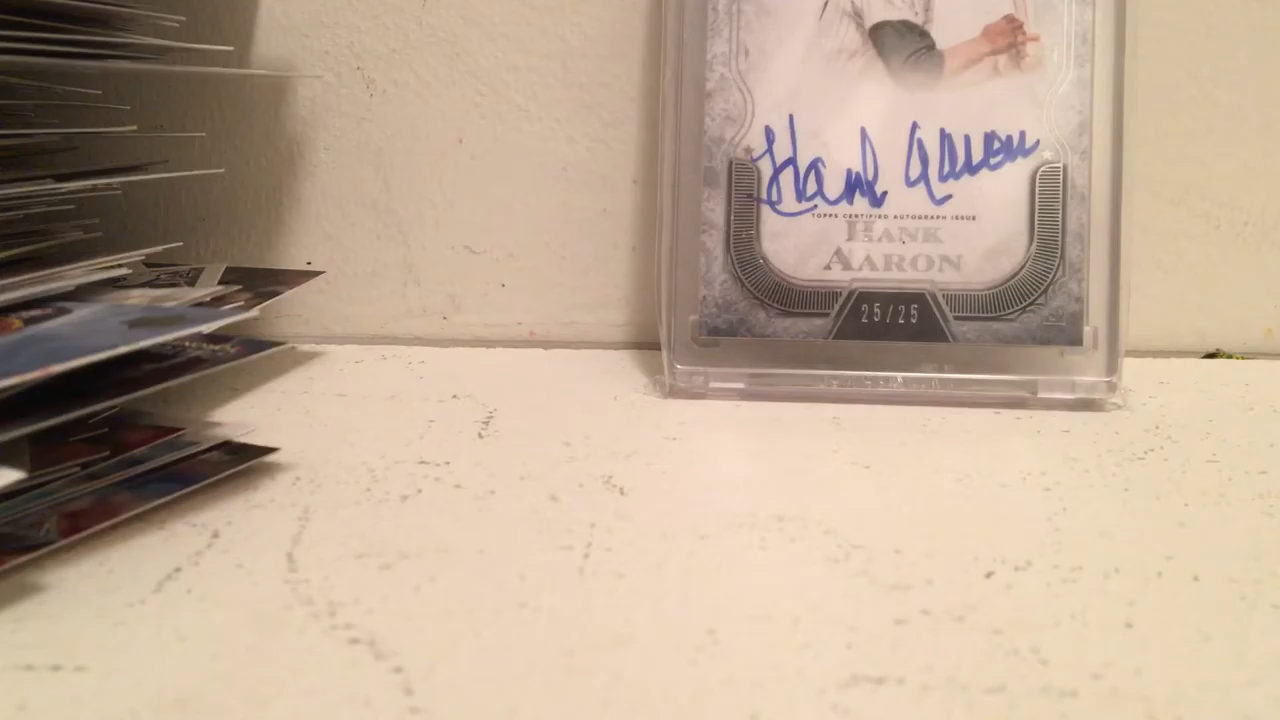 Hank Aaron
TOPPS CERTIFIED AUTOGRAPH ISSUE
HANK
AARON
25/25